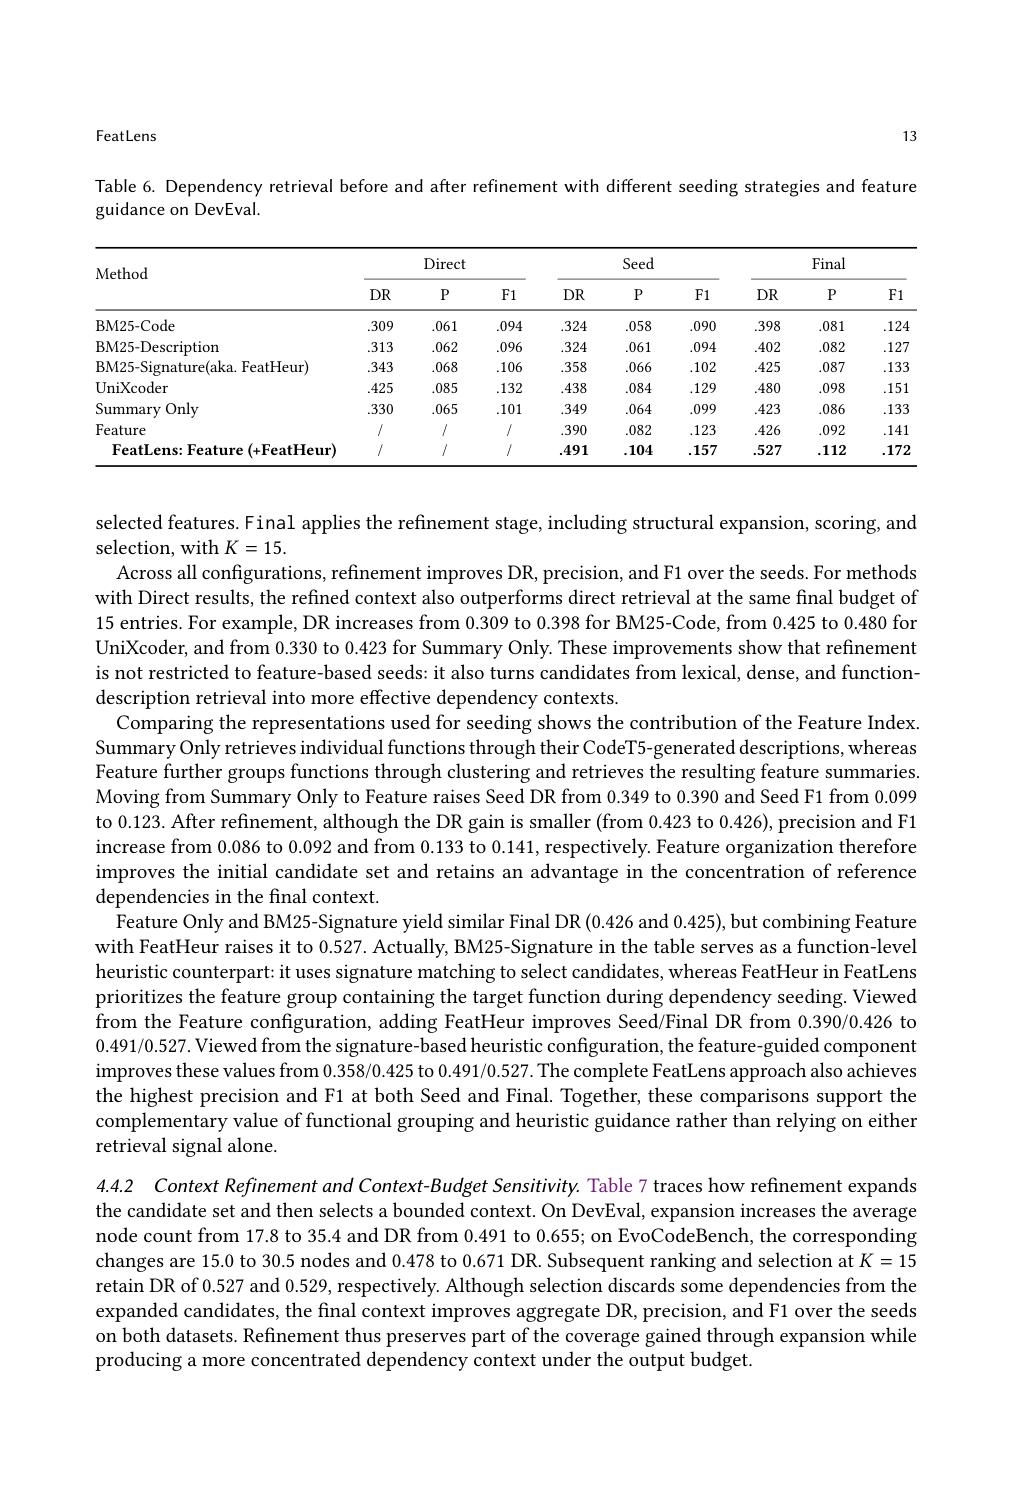 FeatLens 13
Table 6. Dependency retrieval before and after refinement with different seeding strategies and feature
guidance on DevEval.
Method Direct Seed Final
DR P F1 DR P F1 DR P F1
BM25-Code .309 .061 .094 .324 .058 .090 .398 .081 .124
BM25-Description .313 .062 .096 .324 .061 .094 .402 .082 .127
BM25-Signature(aka. FeatHeur) .343 .068 .106 .358 .066 .102 .425 .087 .133
UniXcoder .425 .085 .132 .438 .084 .129 .480 .098 .151
Summary Only .330 .065 .101 .349 .064 .099 .423 .086 .133
Feature / / / .390 .082 .123 .426 .092 .141
FeatLens: Feature (+FeatHeur) / / / .491 .104 .157 .527 .112 .172
selected features. Final applies the refinement stage, including structural expansion, scoring, and
selection, with K = 15.
Across all configurations, refinement improves DR, precision, and F1 over the seeds. For methods
with Direct results, the refined context also outperforms direct retrieval at the same final budget of
15 entries. For example, DR increases from 0.309 to 0.398 for BM25-Code, from 0.425 to 0.480 for
UniXcoder, and from 0.330 to 0.423 for Summary Only. These improvements show that refinement
is not restricted to feature-based seeds: it also turns candidates from lexical, dense, and function-
description retrieval into more effective dependency contexts.
Comparing the representations used for seeding shows the contribution of the Feature Index.
Summary Only retrieves individual functions through their CodeT5-generated descriptions, whereas
Feature further groups functions through clustering and retrieves the resulting feature summaries.
Moving from Summary Only to Feature raises Seed DR from 0.349 to 0.390 and Seed F1 from 0.099
to 0.123. After refinement, although the DR gain is smaller (from 0.423 to 0.426), precision and F1
increase from 0.086 to 0.092 and from 0.133 to 0.141, respectively. Feature organization therefore
improves the initial candidate set and retains an advantage in the concentration of reference
dependencies in the final context.
Feature Only and BM25-Signature yield similar Final DR (0.426 and 0.425), but combining Feature
with FeatHeur raises it to 0.527. Actually, BM25-Signature in the table serves as a function-level
heuristic counterpart: it uses signature matching to select candidates, whereas FeatHeur in FeatLens
prioritizes the feature group containing the target function during dependency seeding. Viewed
from the Feature configuration, adding FeatHeur improves Seed/Final DR from 0.390/0.426 to
0.491/0.527. Viewed from the signature-based heuristic configuration, the feature-guided component
improves these values from 0.358/0.425 to 0.491/0.527. The complete FeatLens approach also achieves
the highest precision and F1 at both Seed and Final. Together, these comparisons support the
complementary value of functional grouping and heuristic guidance rather than relying on either
retrieval signal alone.
4.4.2 Context Refinement and Context-Budget Sensitivity. Table 7 traces how refinement expands
the candidate set and then selects a bounded context. On DevEval, expansion increases the average
node count from 17.8 to 35.4 and DR from 0.491 to 0.655; on EvoCodeBench, the corresponding
changes are 15.0 to 30.5 nodes and 0.478 to 0.671 DR. Subsequent ranking and selection at K = 15
retain DR of 0.527 and 0.529, respectively. Although selection discards some dependencies from the
expanded candidates, the final context improves aggregate DR, precision, and F1 over the seeds
on both datasets. Refinement thus preserves part of the coverage gained through expansion while
producing a more concentrated dependency context under the output budget.